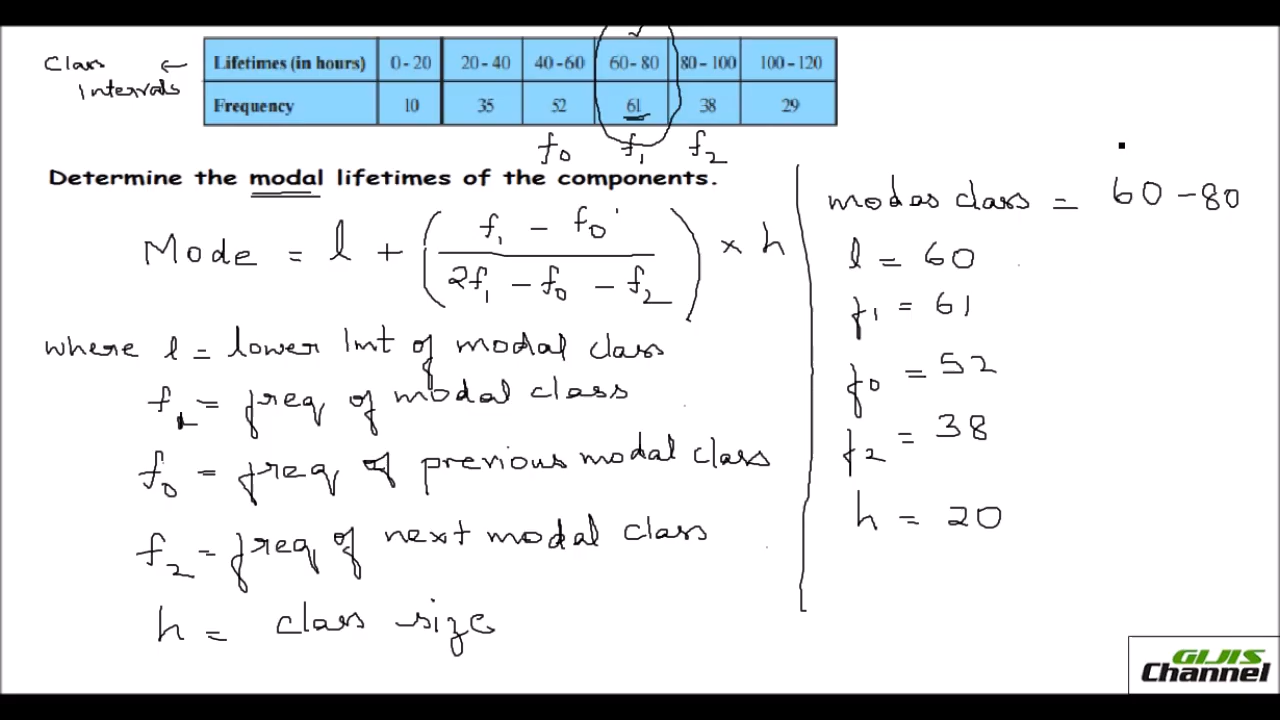 Class Intervals ←
Lifetimes (in hours) 0 - 20 20 - 40 40 - 60 60 - 80 80 - 100 100 - 120
Frequency 10 35 52 61 38 29
f0 f1 f2
Determine the modal lifetimes of the components.
Mode = l + ( f1 - f0 / 2f1 - f0 - f2 ) × h
where l = lower lmt of modal class
f1 = freq of modal class
f0 = freq of previous modal class
f2 = freq of next modal class
h = class size
modas class = 60 - 80
l = 60
f1 = 61
f0 = 52
f2 = 38
h = 20
GIJIS
Channel